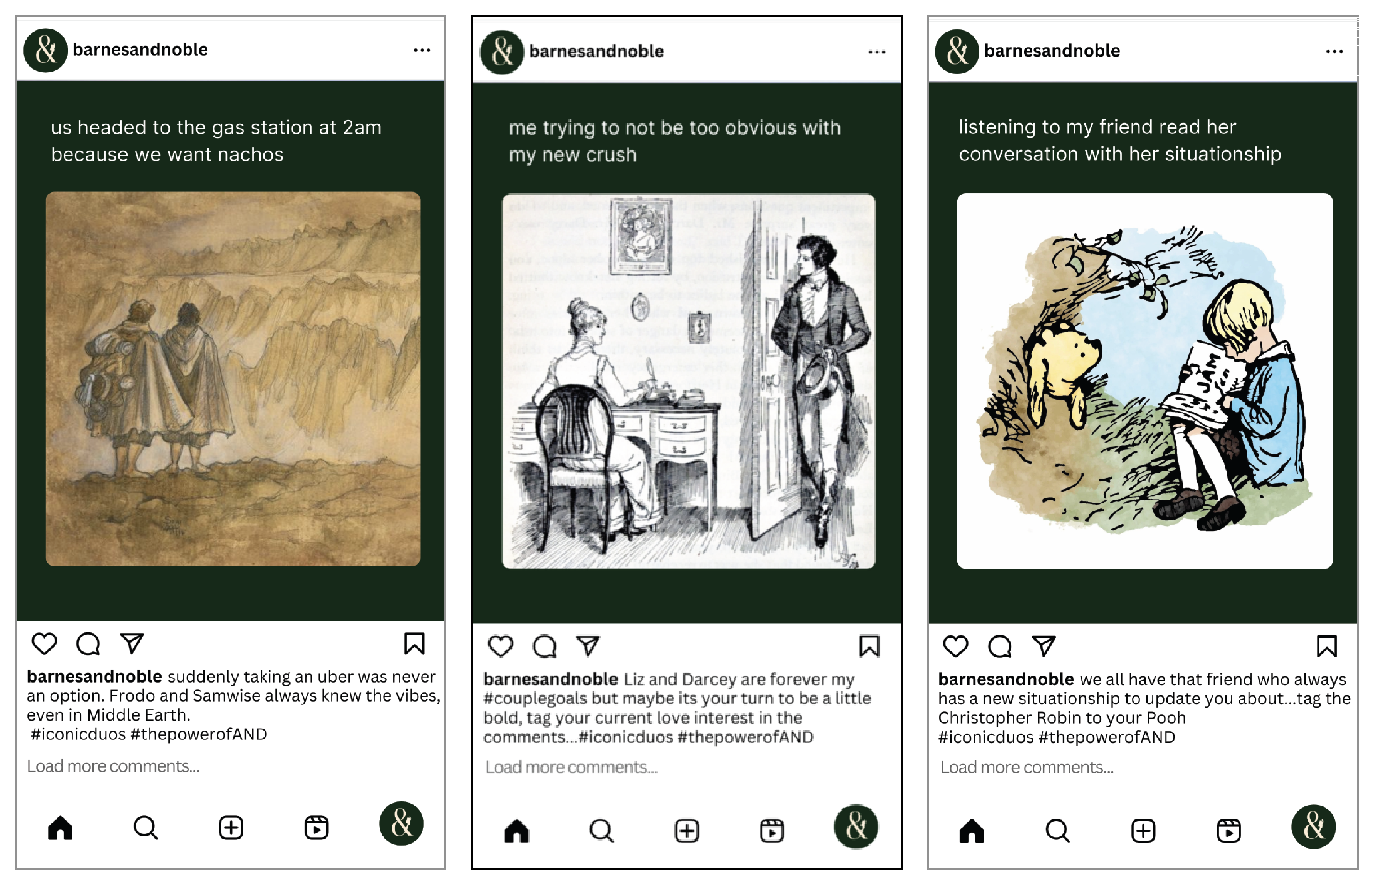 & barnesandnoble
us headed to the gas station at 2am
because we want nachos
barnesandnoble suddenly taking an uber was never
an option. Frodo and Samwise always knew the vibes,
even in Middle Earth.
#iconicduos #thepowerofAND
Load more comments...
&
& barnesandnoble
me trying to not be too obvious with
my new crush
barnesandnoble Liz and Darcey are forever my
#couplegoals but maybe its your turn to be a little
bold, tag your current love interest in the
comments...#iconicduos #thepowerofAND
Load more comments...
&
& barnesandnoble
listening to my friend read her
conversation with her situationship
JAM
barnesandnoble we all have that friend who always
has a new situationship to update you about...tag the
Christopher Robin to your Pooh
#iconicduos #thepowerofAND
Load more comments...
&